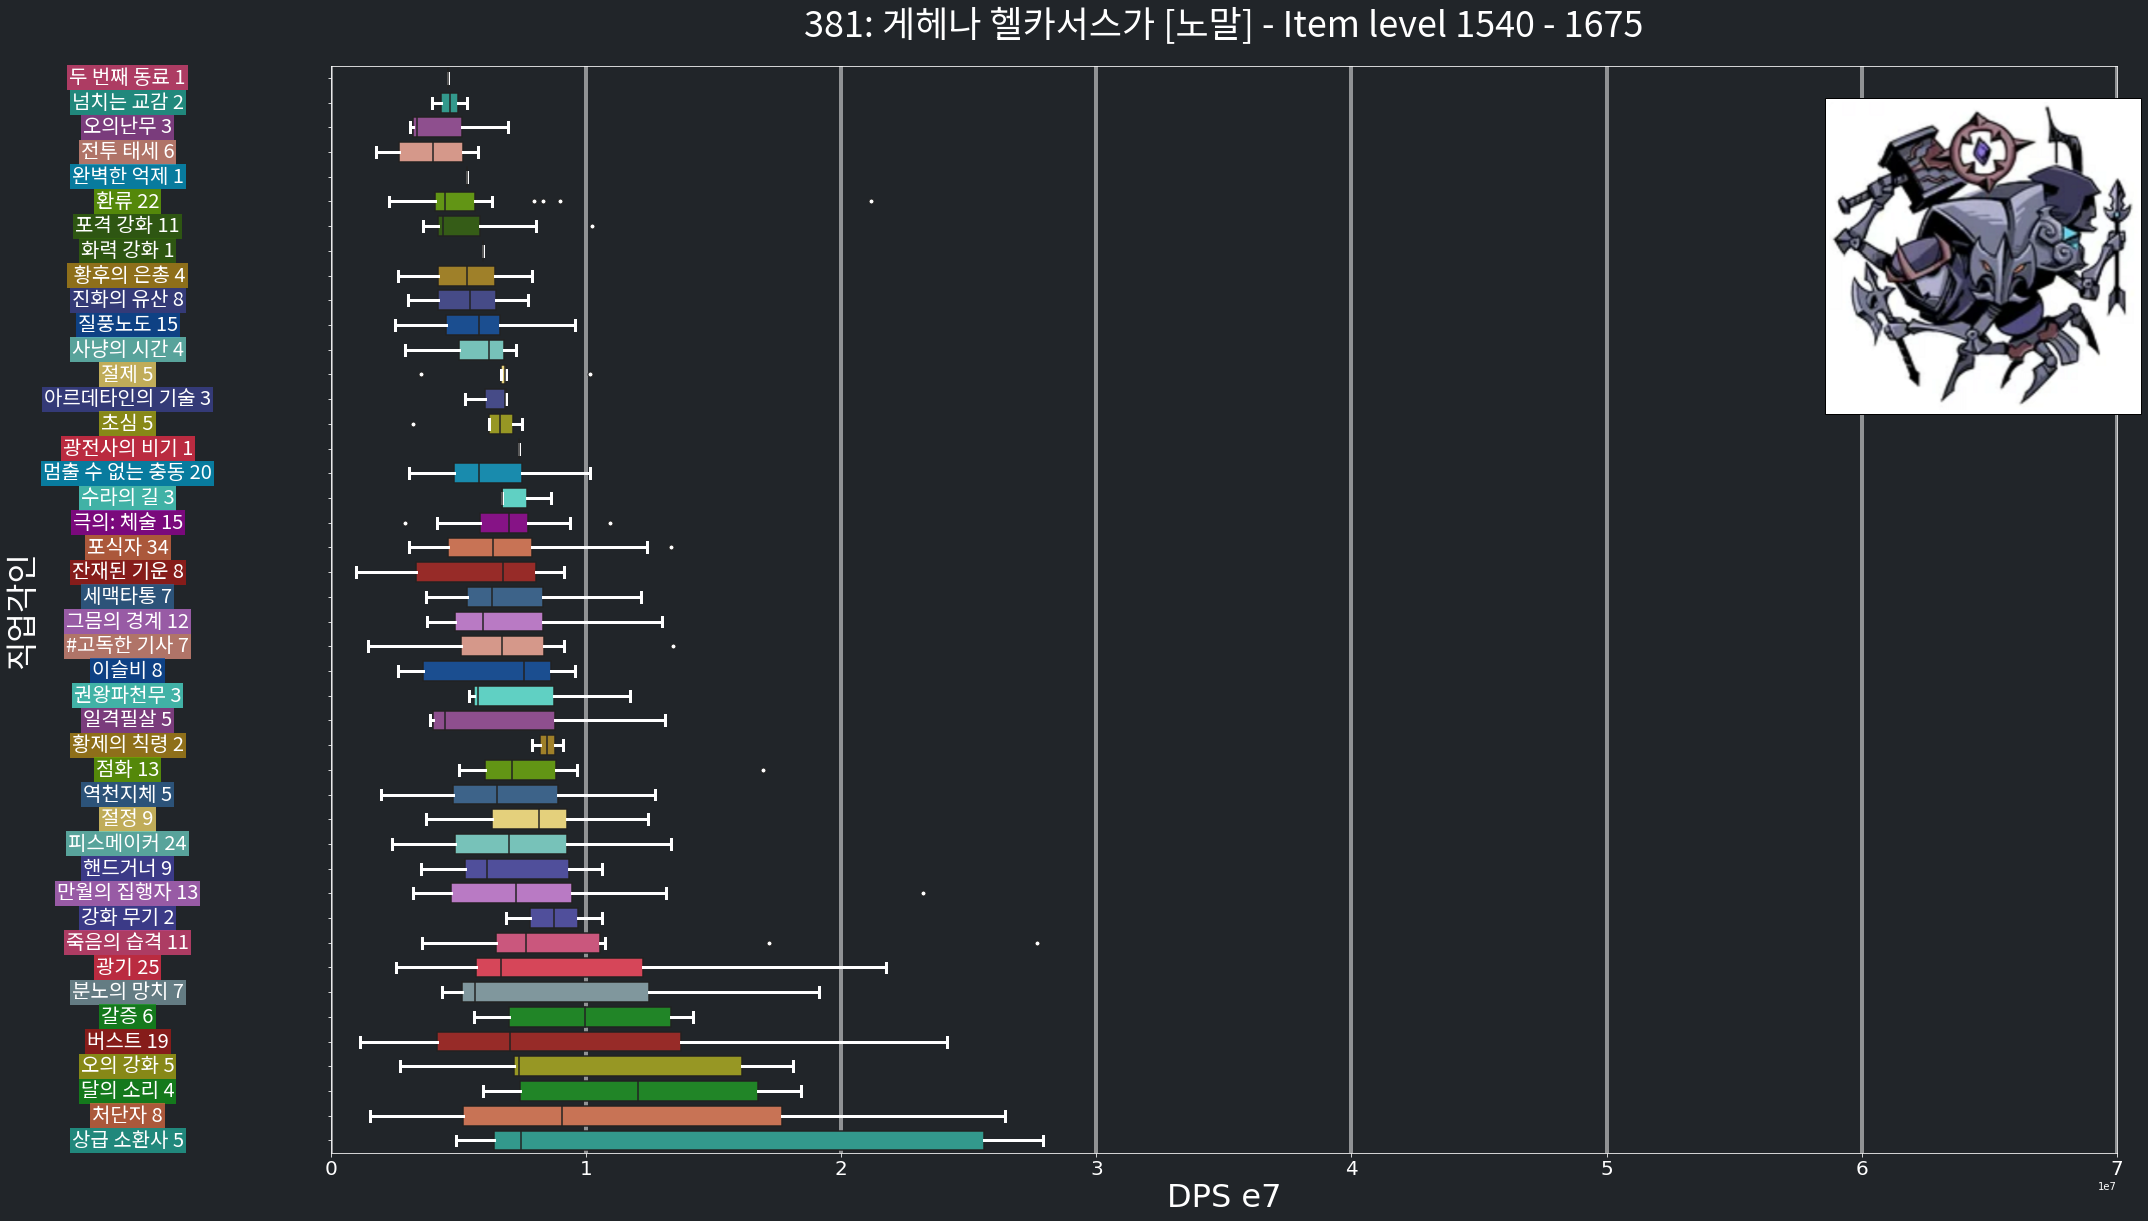 381: 게헤나 헬카서스가 [노말] - Item level 1540 - 1675
직업각인
두 번째 동료 1
넘치는 교감 2
오의난무 3
전투 태세 6
완벽한 억제 1
환류 22
포격 강화 11
화력 강화 1
황후의 은총 4
진화의 유산 8
질풍노도 15
사냥의 시간 4
절제 5
아르데타인의 기술 3
초심 5
광전사의 비기 1
멈출 수 없는 충동 20
수라의 길 3
극의: 체술 15
포식자 34
잔재된 기운 8
세맥타통 7
그믐의 경계 12
#고독한 기사 7
이슬비 8
권왕파천무 3
일격필살 5
황제의 칙령 2
점화 13
역천지체 5
절정 9
피스메이커 24
핸드거너 9
만월의 집행자 13
강화 무기 2
죽음의 습격 11
광기 25
분노의 망치 7
갈증 6
버스트 19
오의 강화 5
달의 소리 4
처단자 8
상급 소환사 5
0 1 2 3 4 5 6 7
1e7
DPS e7